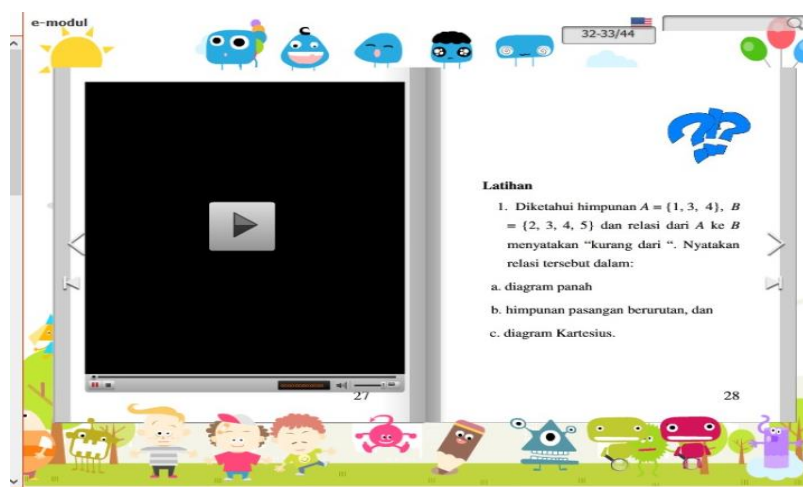 e-modul
32-33/44
Latihan
1. Diketahui himpunan A = {1, 3, 4}, B
= {2, 3, 4, 5} dan relasi dari A ke B
menyatakan “kurang dari “. Nyatakan
relasi tersebut dalam:
a. diagram panah
b. himpunan pasangan berurutan, dan
c. diagram Kartesius.
27
28